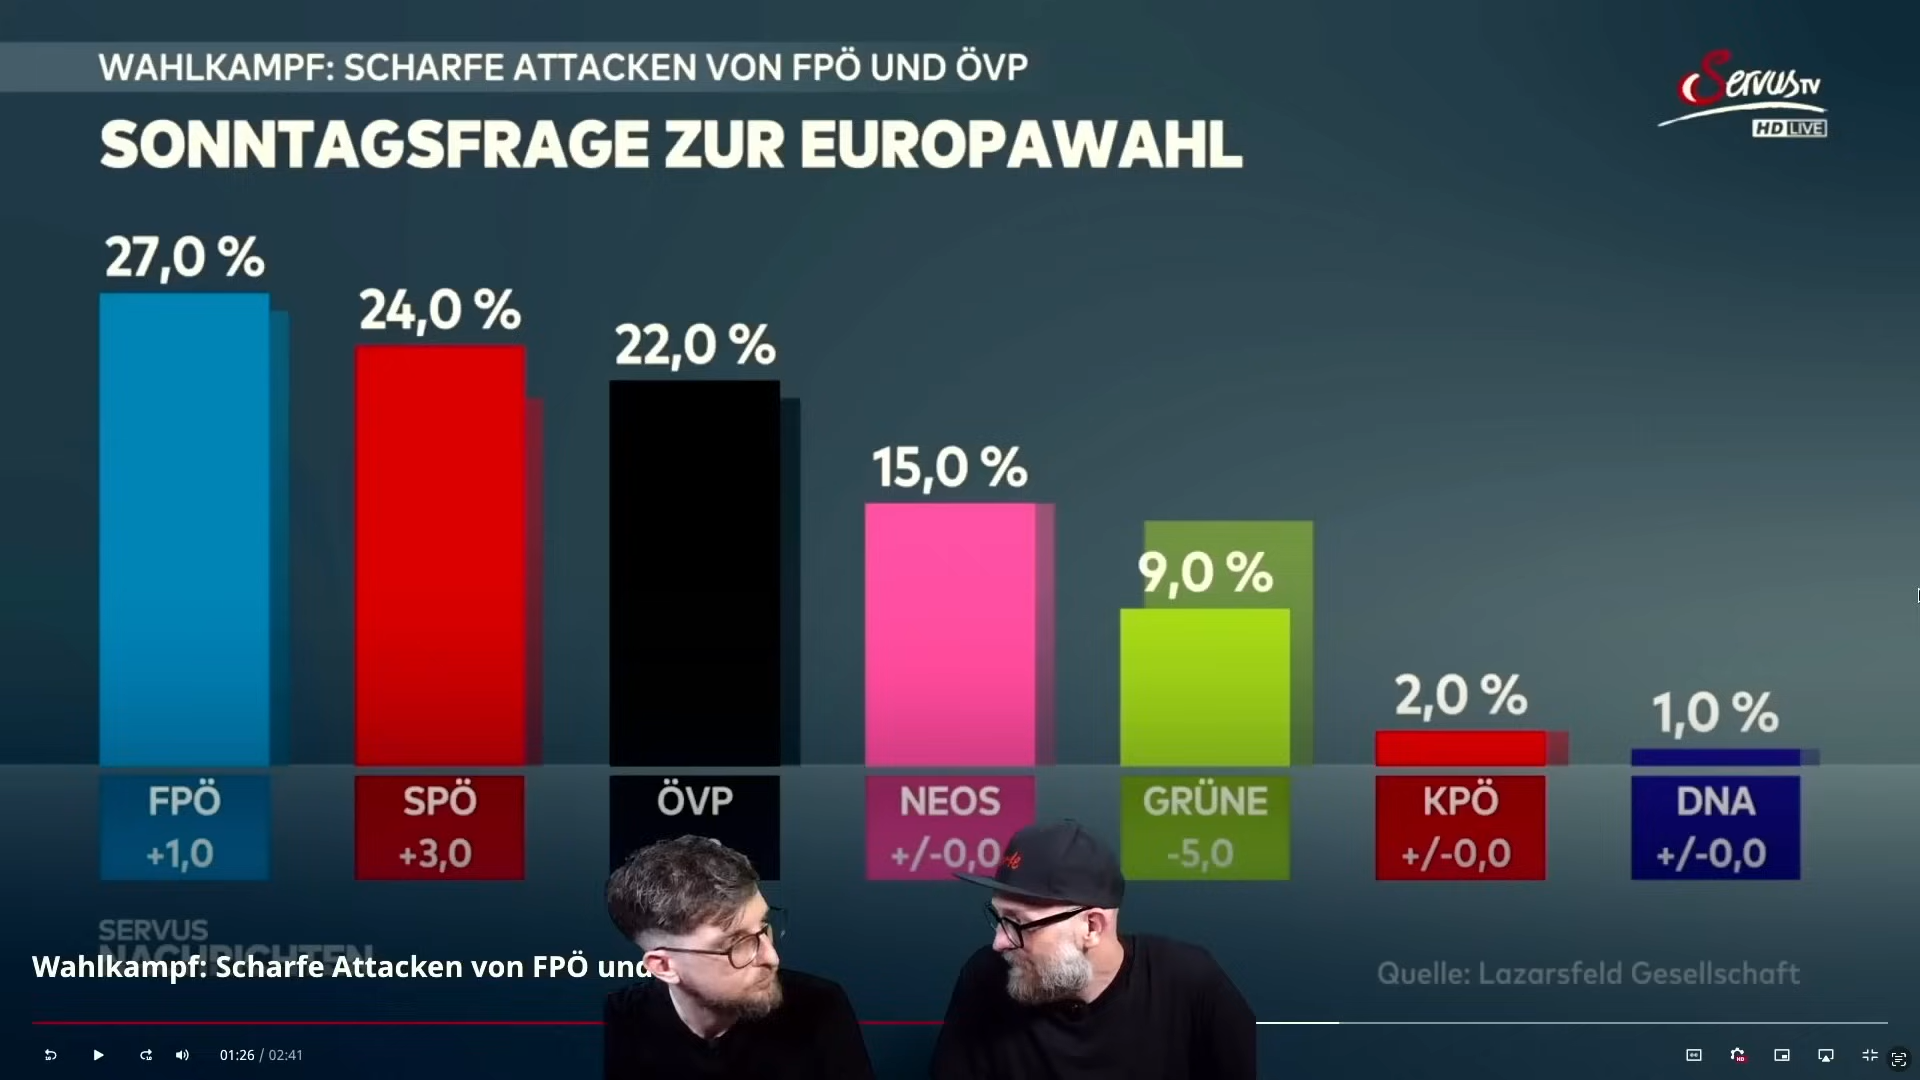 WAHLKAMPF: SCHARFE ATTACKEN VON FPÖ UND ÖVP
SERVUSTV
HD LIVE
SONNTAGSFRAGE ZUR EUROPAWAHL
27,0 %
24,0 %
22,0 %
15,0 %
9,0 %
2,0 %
1,0 %
FPÖ
SPÖ
ÖVP
NEOS
GRÜNE
KPÖ
DNA
+1,0
+3,0
+/-0,0
-5,0
+/-0,0
+/-0,0
SERVUS
NACHRICHTEN
Wahlkampf: Scharfe Attacken von FPÖ und
Quelle: Lazarsfeld Gesellschaft
01:26 / 02:41